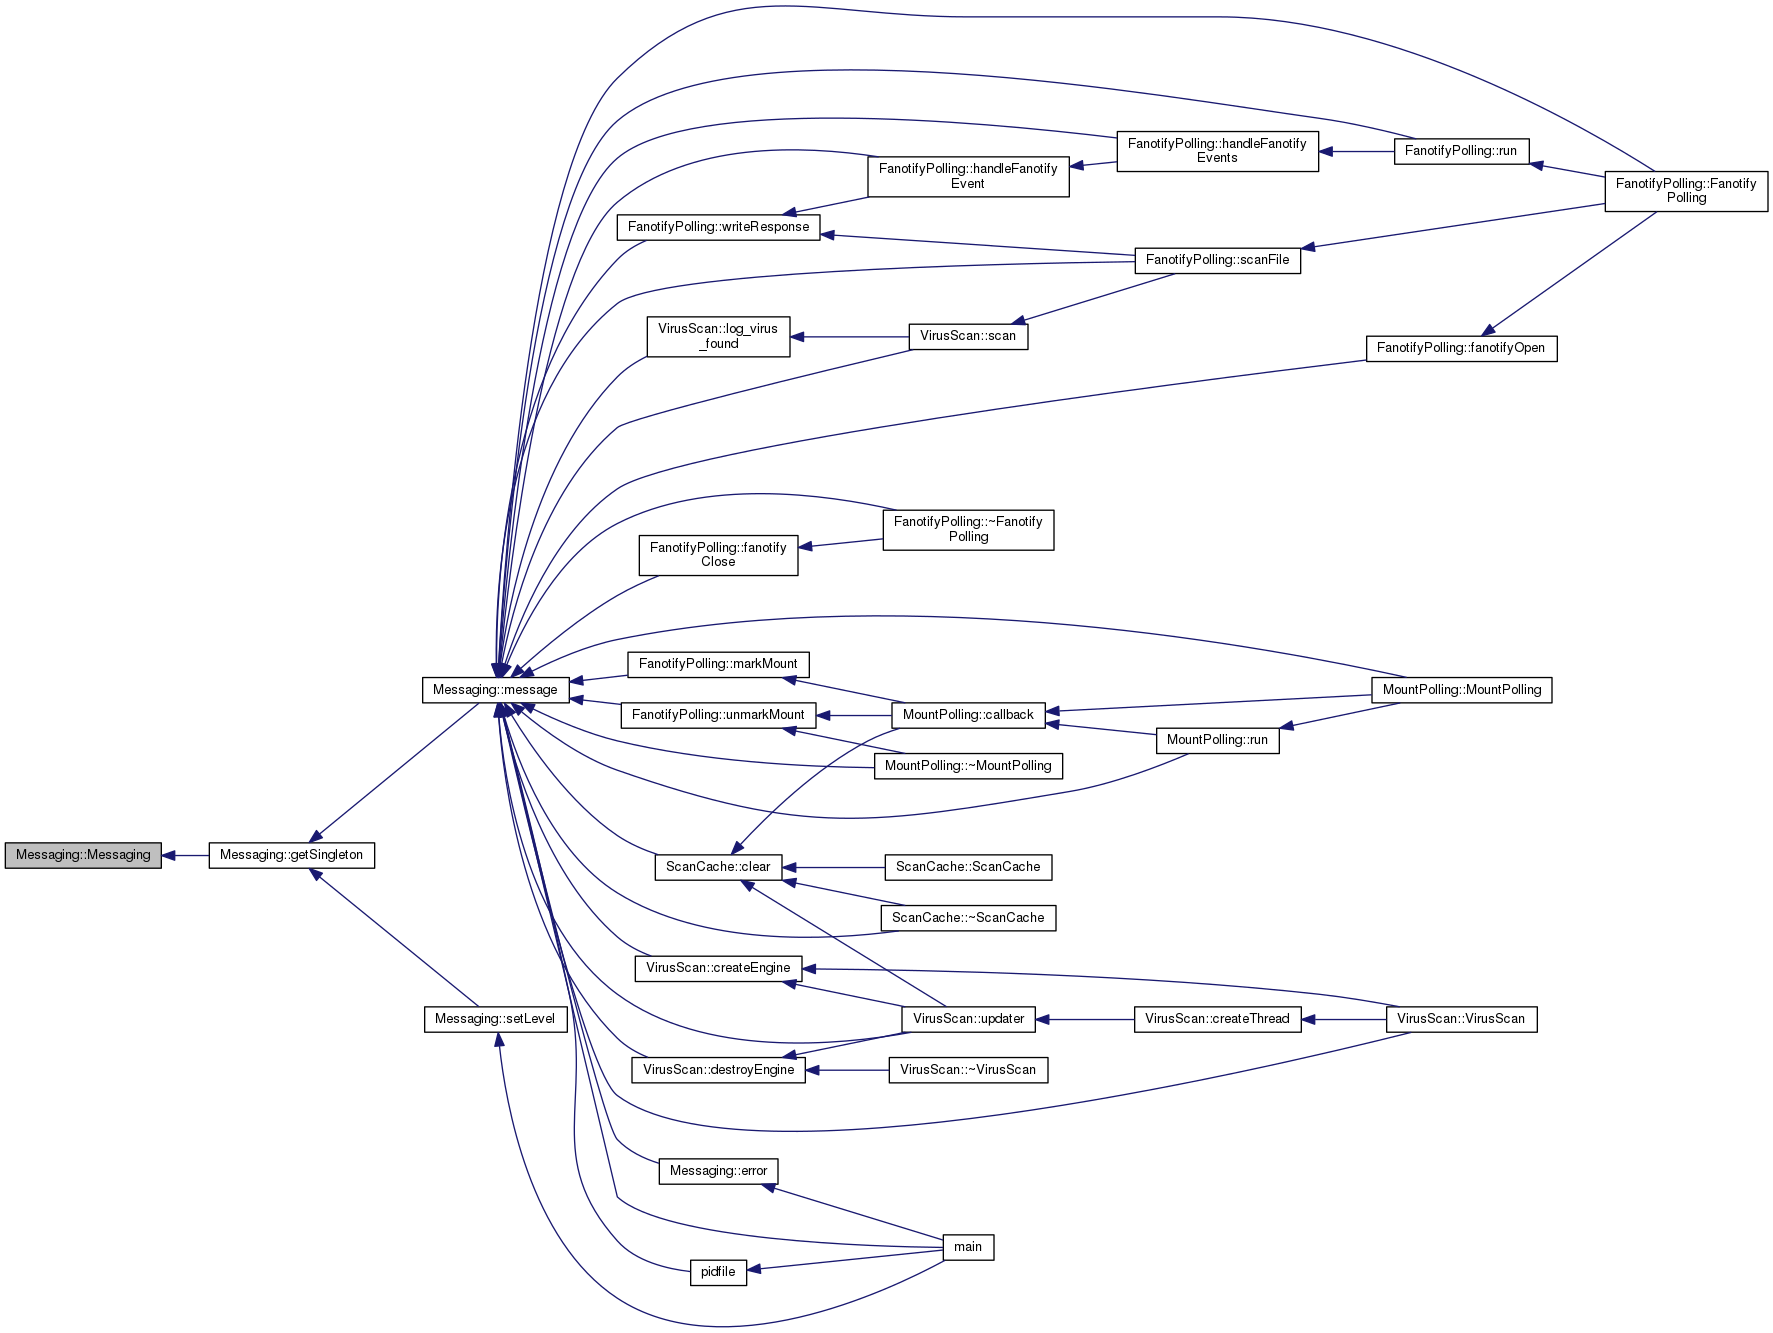 FanotifyPolling::handleFanotify
Events
FanotifyPolling::run
FanotifyPolling::handleFanotify
Event
FanotifyPolling::Fanotify
Polling
FanotifyPolling::writeResponse
FanotifyPolling::scanFile
VirusScan::log_virus
_found
VirusScan::scan
FanotifyPolling::fanotifyOpen
FanotifyPolling::~Fanotify
Polling
FanotifyPolling::fanotify
Close
FanotifyPolling::markMount
Messaging::message
MountPolling::MountPolling
FanotifyPolling::unmarkMount
MountPolling::callback
MountPolling::run
MountPolling::~MountPolling
Messaging::Messaging
Messaging::getSingleton
ScanCache::clear
ScanCache::ScanCache
ScanCache::~ScanCache
VirusScan::createEngine
Messaging::setLevel
VirusScan::updater
VirusScan::createThread
VirusScan::VirusScan
VirusScan::destroyEngine
VirusScan::~VirusScan
Messaging::error
main
pidfile